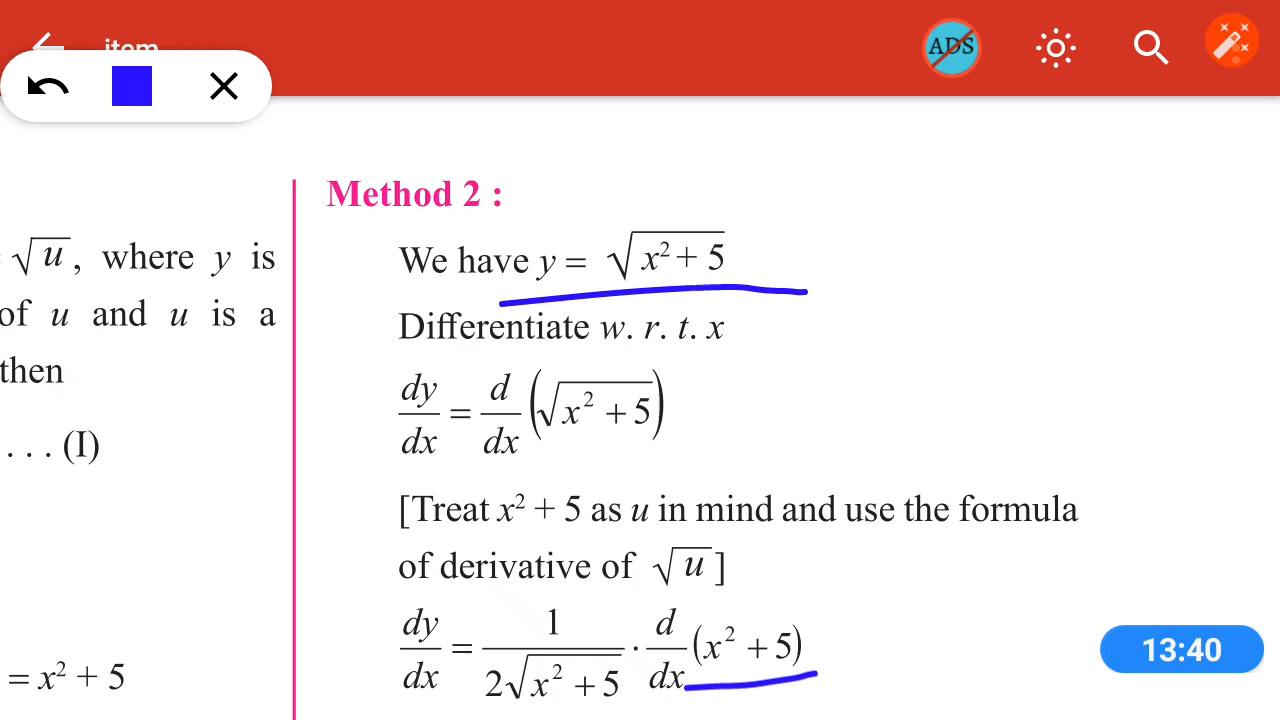 item
ADS
√u, where y is
of u and u is a
then
. . . (I)
= x² + 5
Method 2 :
We have y = √(x² + 5)
Differentiate w. r. t. x
dy/dx = d/dx (√(x² + 5))
[Treat x² + 5 as u in mind and use the formula
of derivative of √u ]
dy/dx = 1/(2√(x² + 5)) · d/dx (x² + 5)
13:40